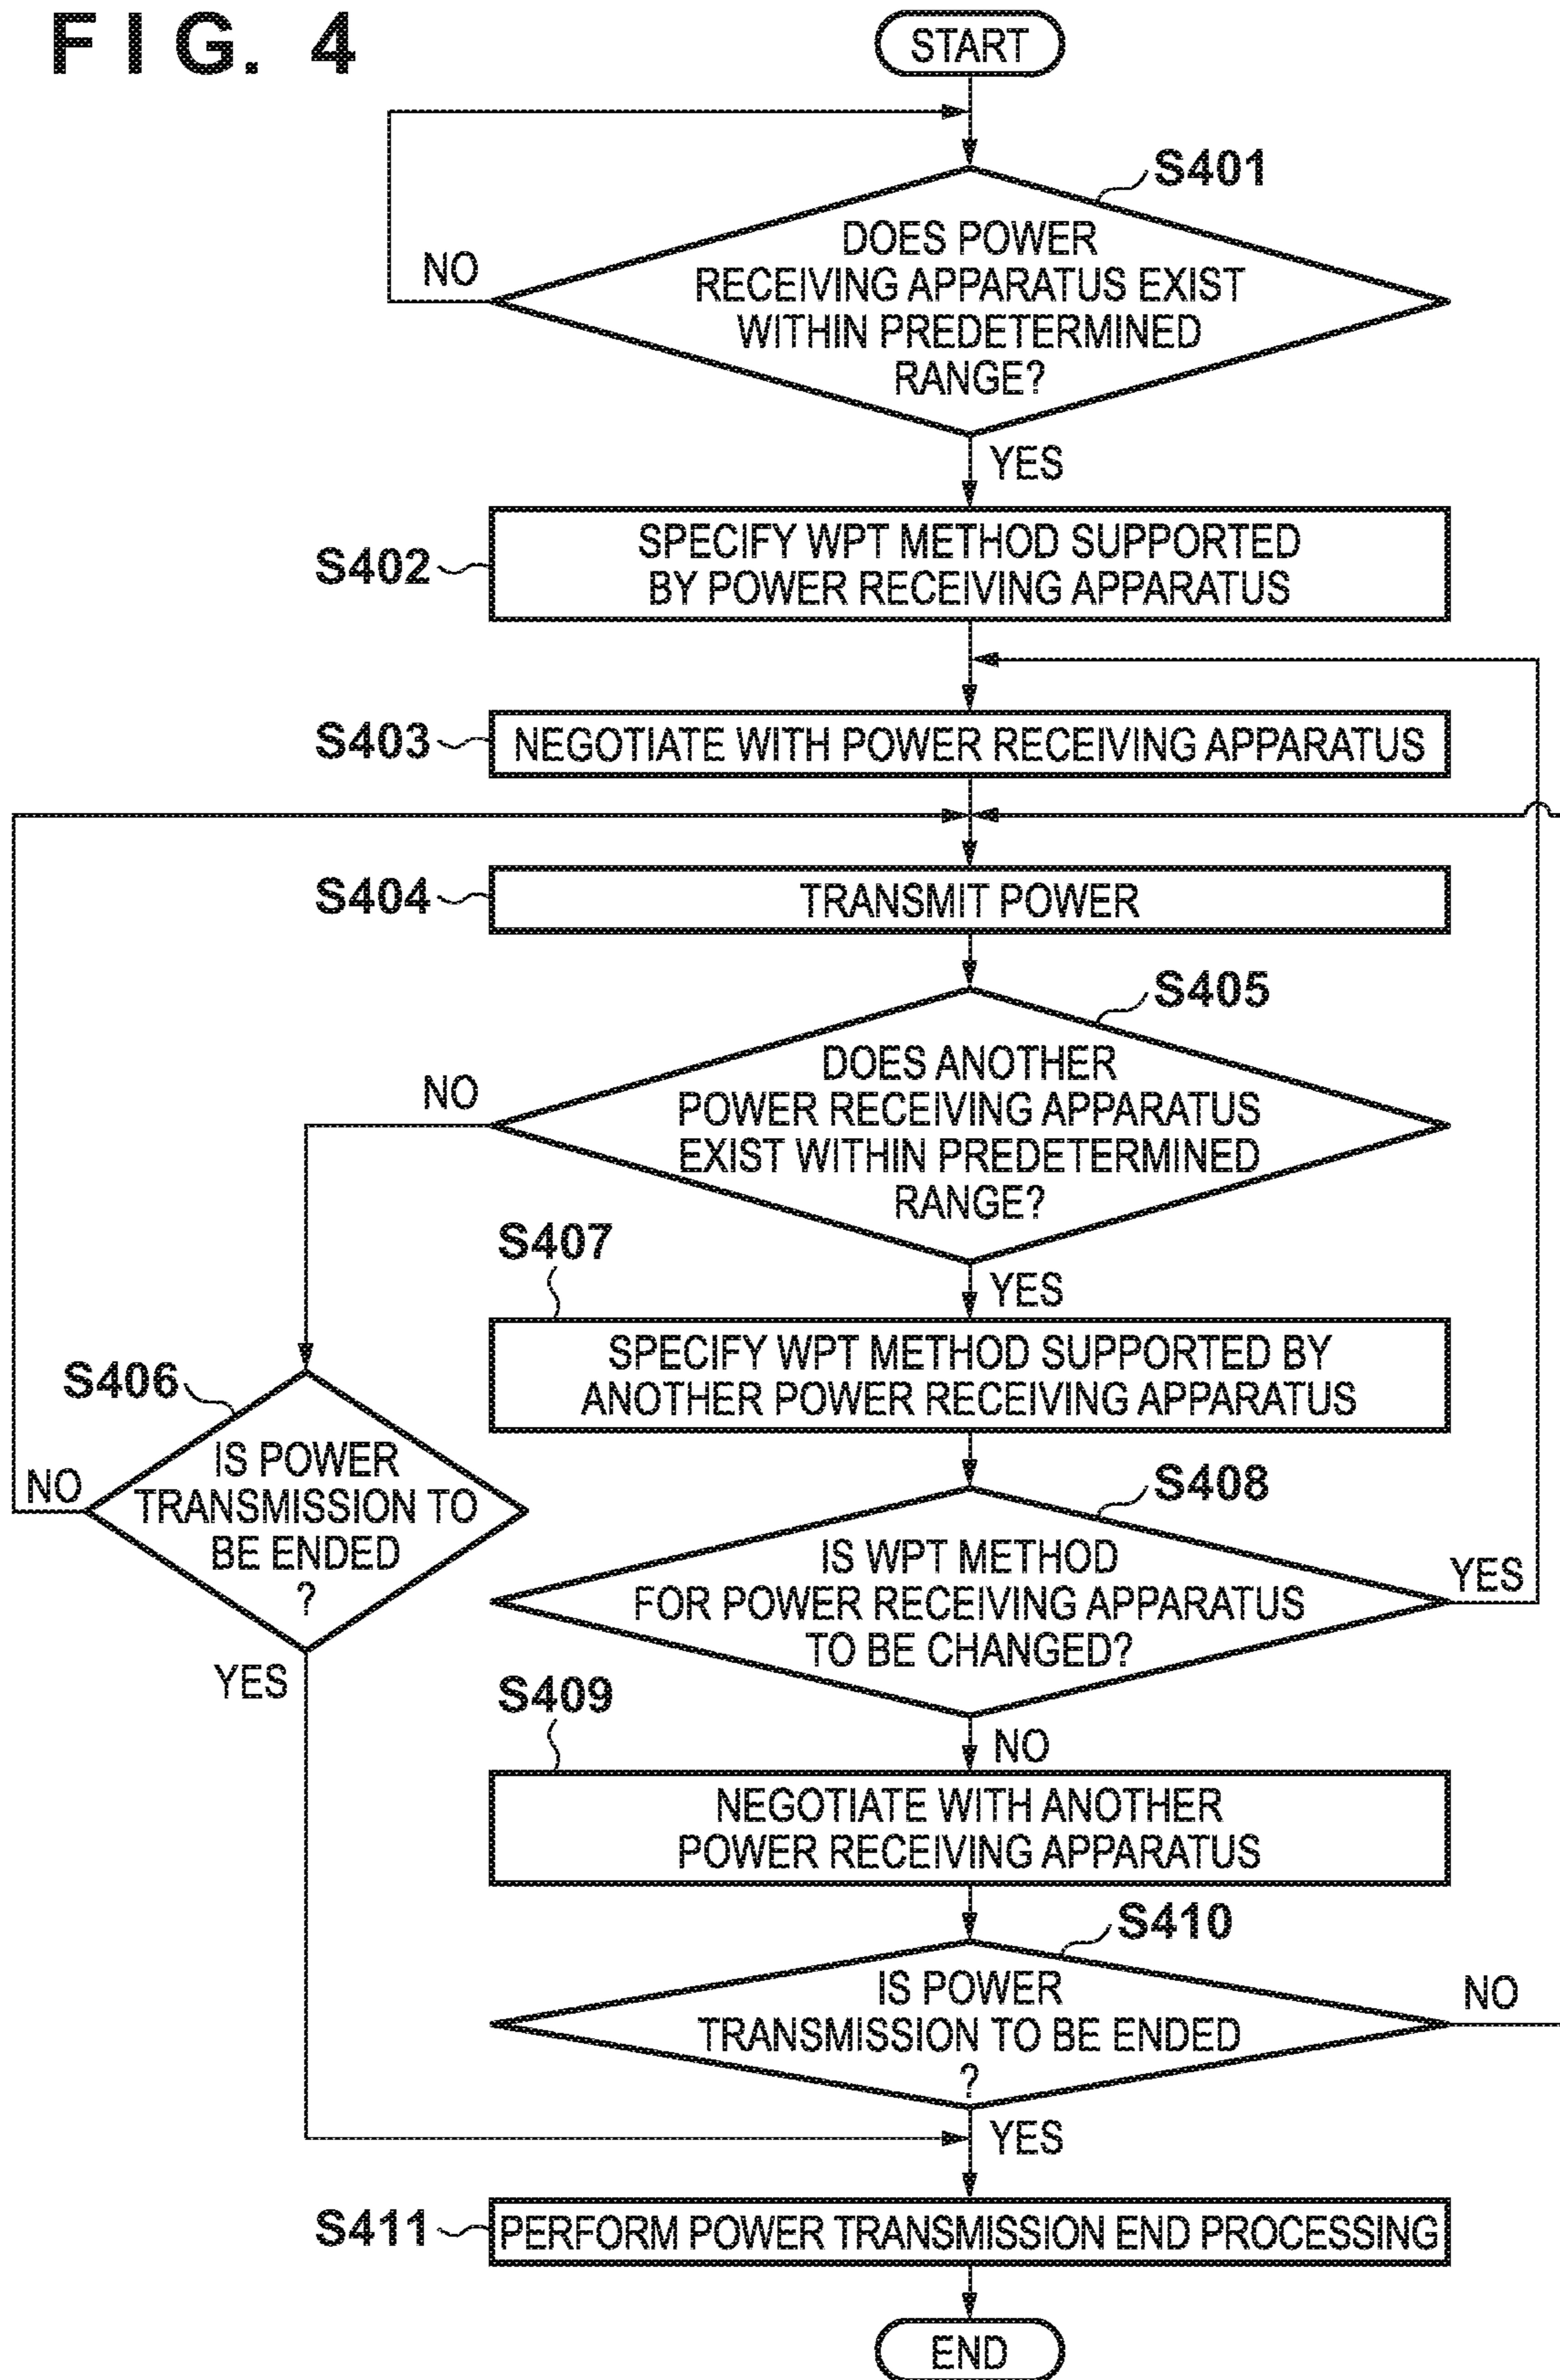 FIG. 4
START
S401
DOES POWER
RECEIVING APPARATUS EXIST
WITHIN PREDETERMINED
RANGE?
NO
YES
S402
SPECIFY WPT METHOD SUPPORTED
BY POWER RECEIVING APPARATUS
S403
NEGOTIATE WITH POWER RECEIVING APPARATUS
S404
TRANSMIT POWER
S405
DOES ANOTHER
POWER RECEIVING APPARATUS
EXIST WITHIN PREDETERMINED
RANGE?
NO
YES
S407
SPECIFY WPT METHOD SUPPORTED BY
ANOTHER POWER RECEIVING APPARATUS
S406
IS POWER
TRANSMISSION TO
BE ENDED
?
NO
YES
S408
IS WPT METHOD
FOR POWER RECEIVING APPARATUS
TO BE CHANGED?
YES
NO
S409
NEGOTIATE WITH ANOTHER
POWER RECEIVING APPARATUS
S410
IS POWER
TRANSMISSION TO BE ENDED
?
NO
YES
S411
PERFORM POWER TRANSMISSION END PROCESSING
END